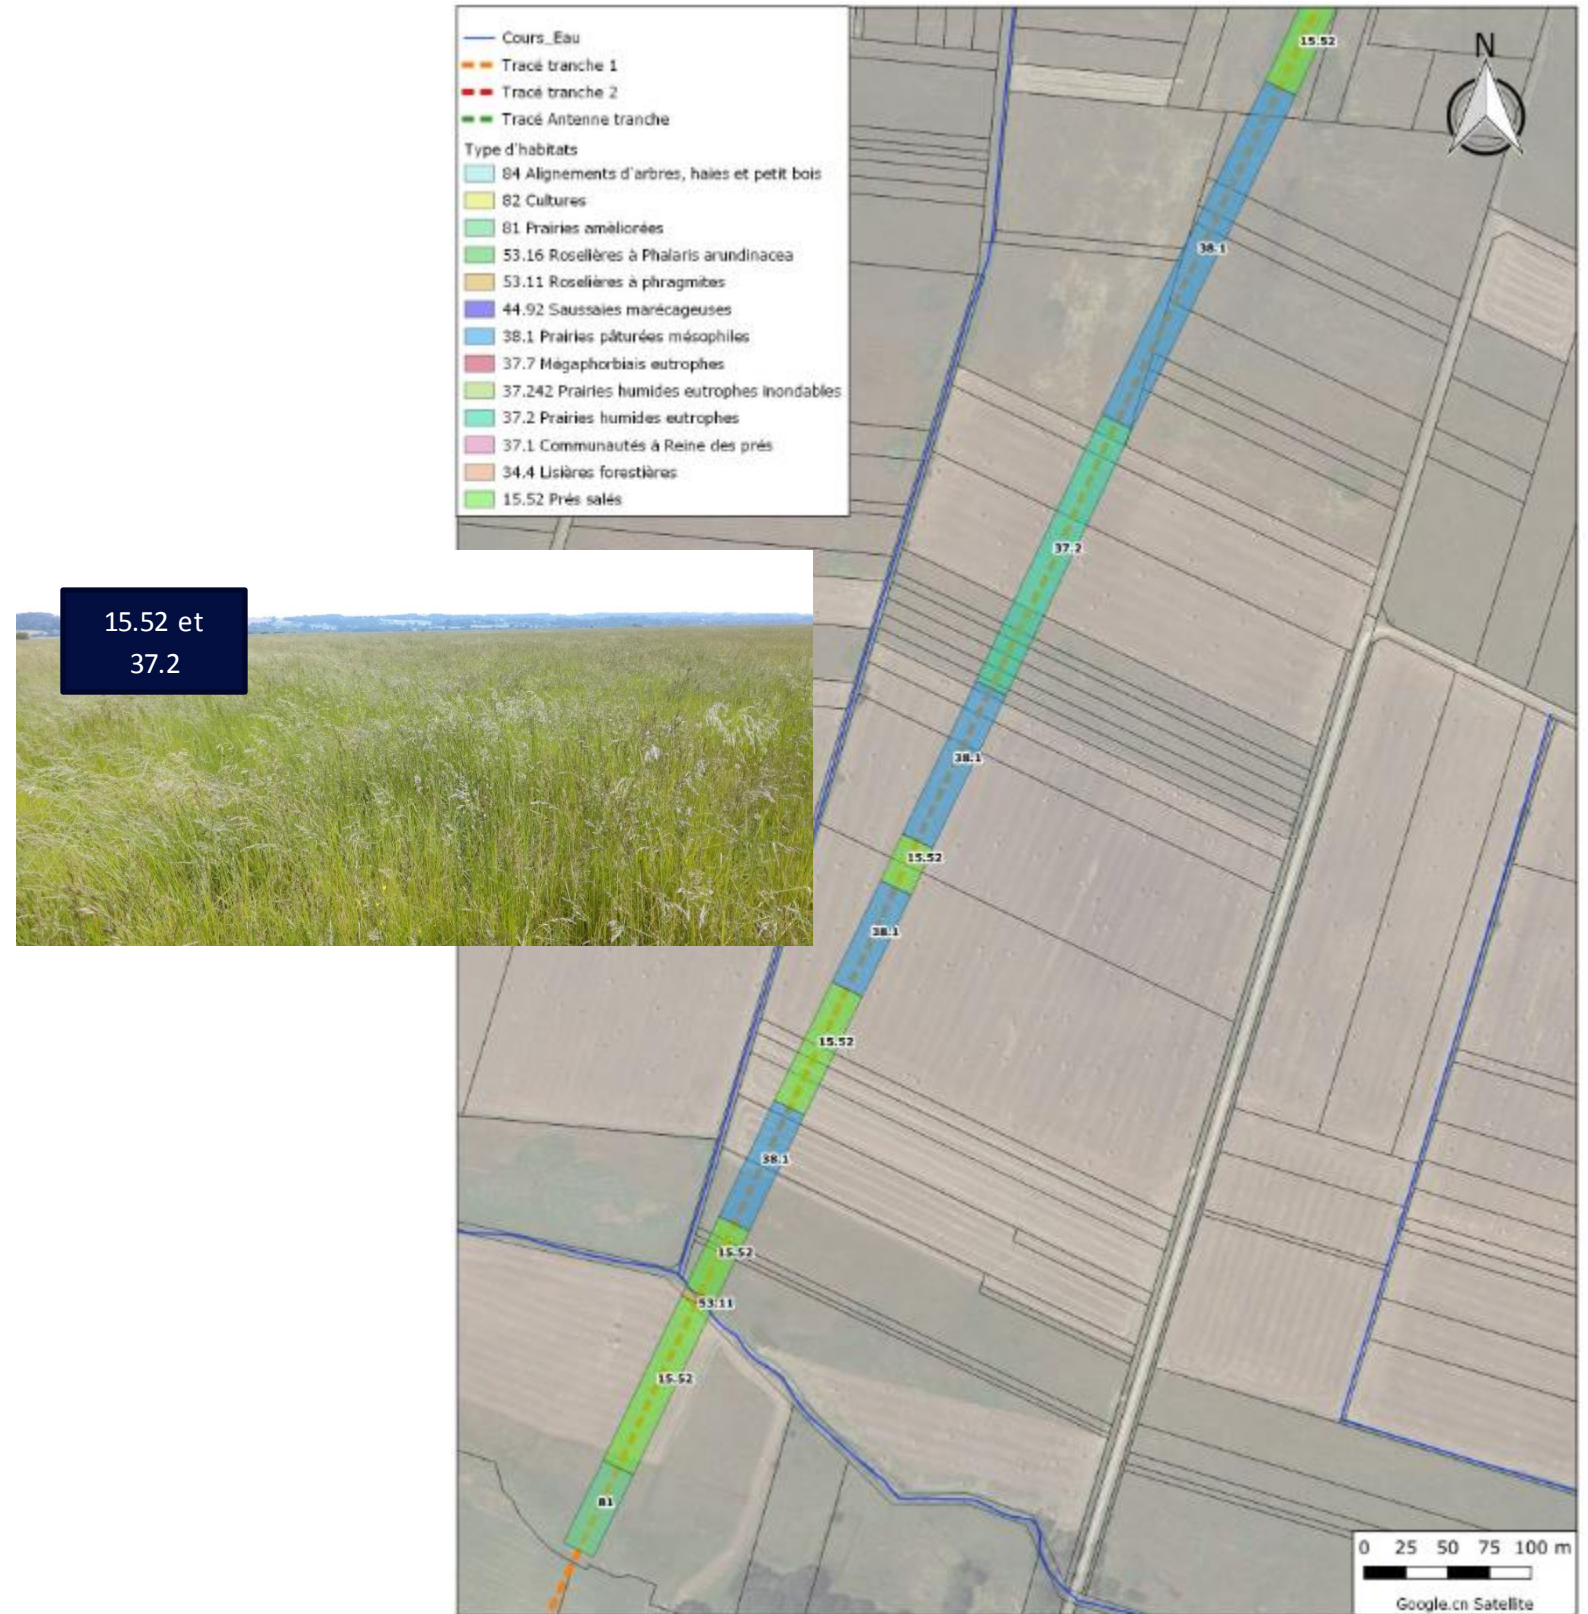 Cours_Eau
Tracé tranche 1
Tracé tranche 2
Tracé Antenne tranche
Type d'habitats
84 Alignements d'arbres, haies et petit bois
82 Cultures
81 Prairies améliorées
53.16 Roselières à Phalaris arundinacea
53.11 Roselières à phragmites
44.92 Saussaies marécageuses
38.1 Prairies pâturées mésophiles
37.7 Mégaphorbiais eutrophes
37.242 Prairies humides eutrophes inondables
37.2 Prairies humides eutrophes
37.1 Communautés à Reine des prés
34.4 Lisières forestières
15.52 Prés salés
N
15.52
38.1
37.2
15.52 et
37.2
38.1
15.52
38.1
15.52
38.1
15.52
53.11
15.52
81
0 25 50 75 100 m
Google.cn Satellite